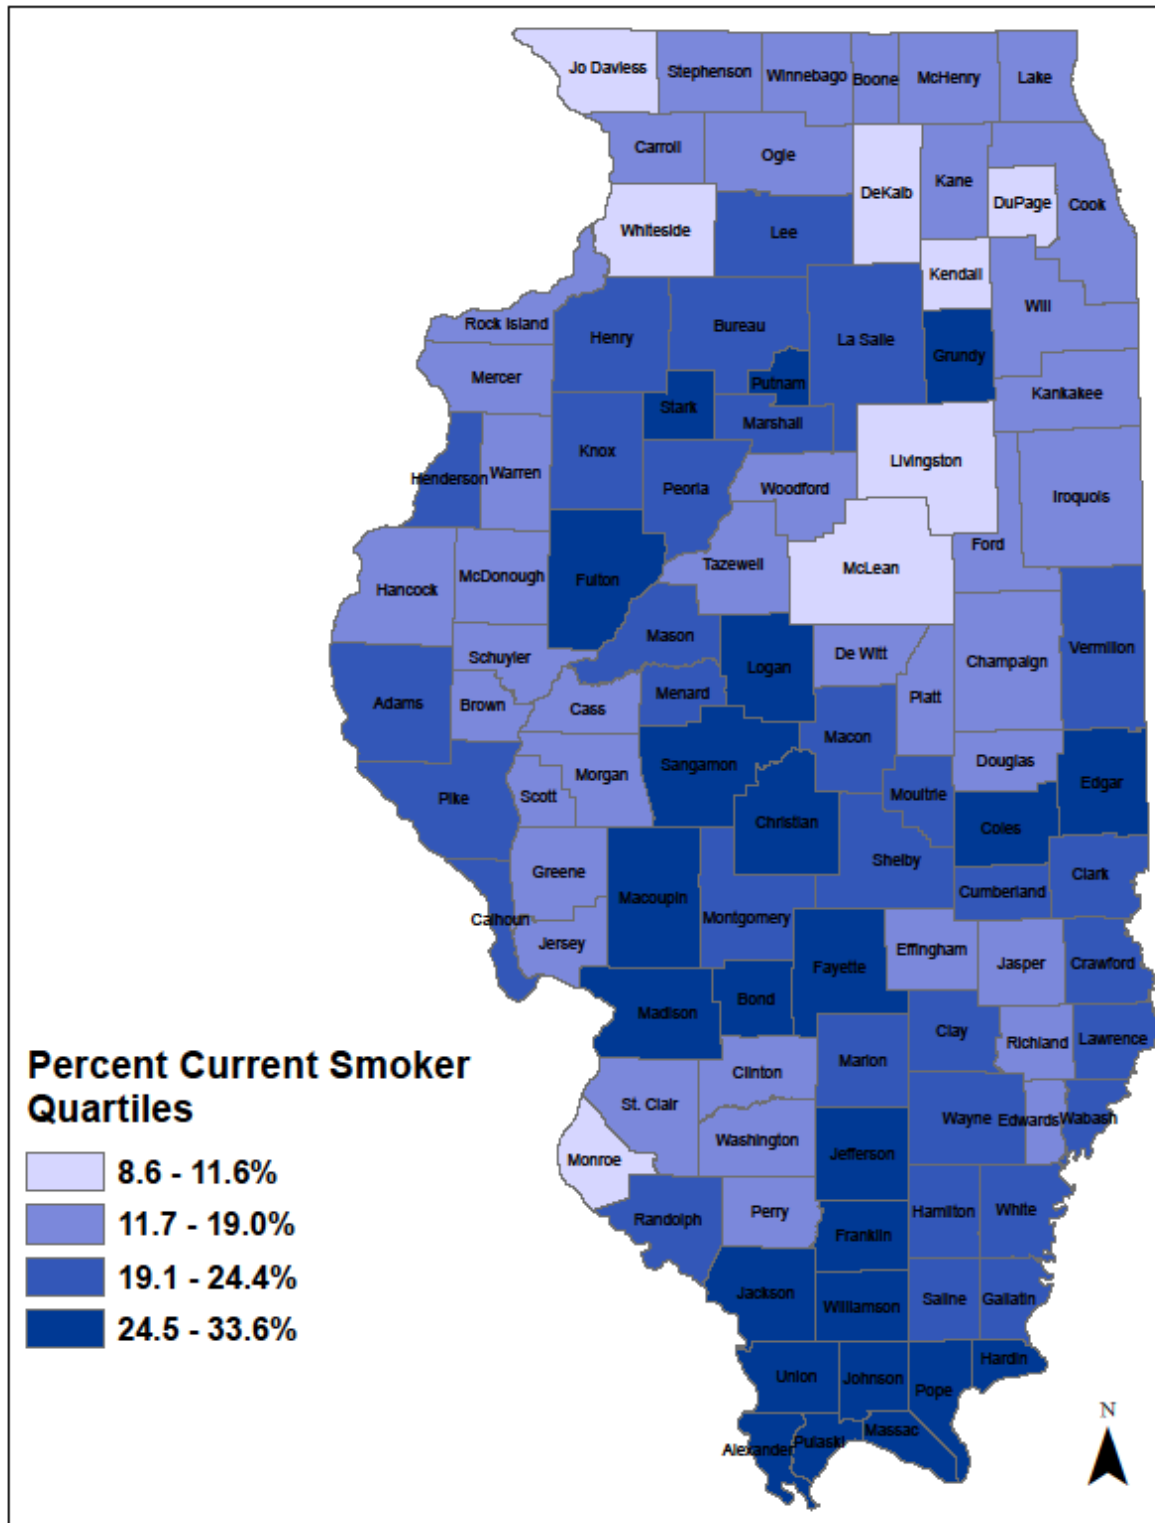 Jo Daviess
Stephenson
Winnebago
Boone
McHenry
Lake
Carroll
Ogle
DeKalb
Kane
DuPage
Cook
Whiteside
Lee
Kendall
Will
Rock Island
Henry
Bureau
La Salle
Grundy
Mercer
Putnam
Kankakee
Stark
Marshall
Henderson
Warren
Knox
Peoria
Woodford
Livingston
Iroquois
Hancock
McDonough
Fulton
Tazewell
McLean
Ford
Schuyler
Mason
Logan
De Witt
Champaign
Vermilion
Adams
Brown
Cass
Menard
Macon
Platt
Pike
Scott
Morgan
Sangamon
Christian
Moultrie
Douglas
Edgar
Coles
Greene
Macoupin
Montgomery
Shelby
Cumberland
Clark
Calhoun
Jersey
Fayette
Effingham
Jasper
Crawford
Madison
Bond
Marion
Clay
Richland
Lawrence
Clinton
St. Clair
Washington
Wayne
Edwards
Wabash
Monroe
Jefferson
Randolph
Perry
Franklin
Hamilton
White
Jackson
Williamson
Saline
Gallatin
Union
Johnson
Pope
Hardin
Alexander
Pulaski
Massac
Percent Current Smoker
Quartiles
8.6 - 11.6%
11.7 - 19.0%
19.1 - 24.4%
24.5 - 33.6%
N